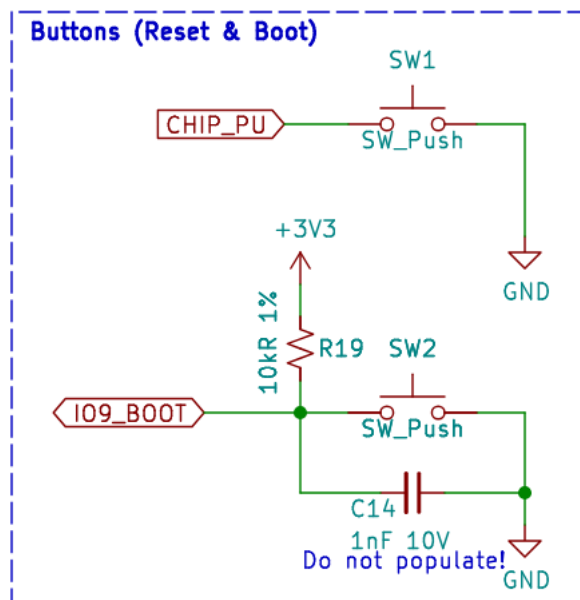 Buttons (Reset & Boot)
SW1
CHIP_PU
SW_Push
GND
+3V3
10kR 1%
R19
SW2
IO9_BOOT
SW_Push
C14
1nF 10V
Do not populate!
GND